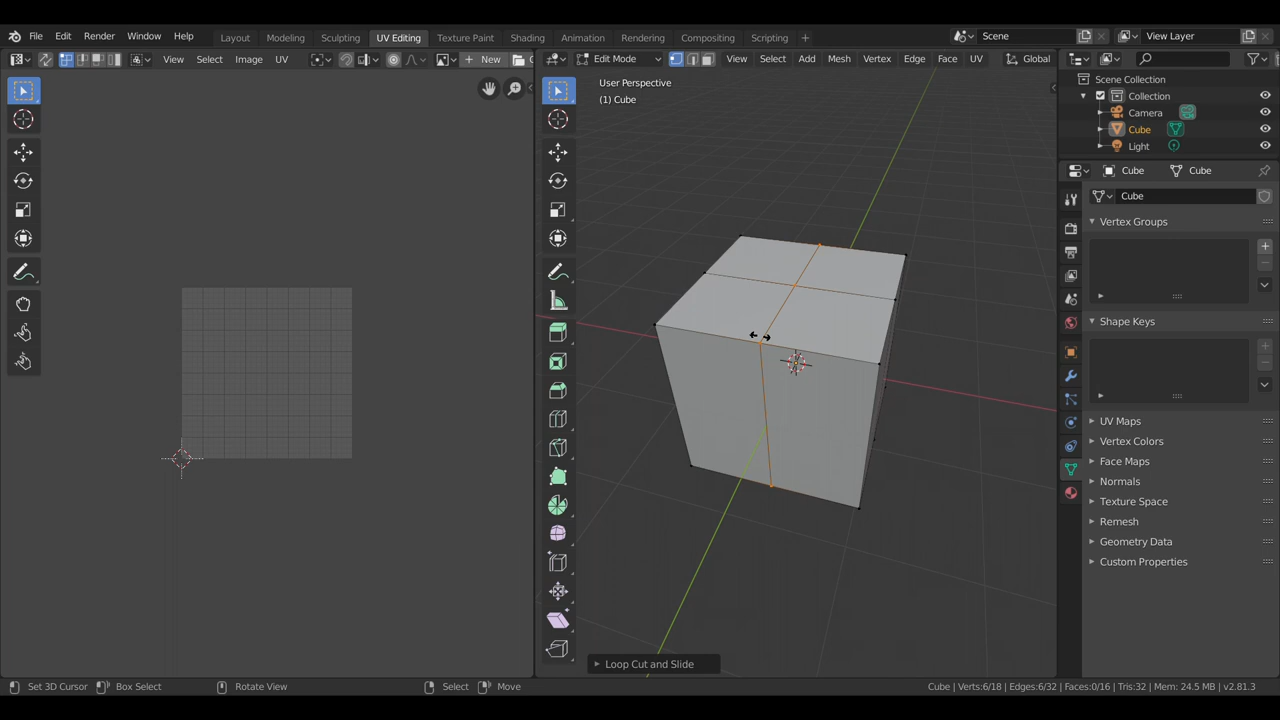 File Edit Render Window Help Layout Modeling Sculpting UV Editing Texture Paint Shading Animation Rendering Compositing Scripting + Scene View Layer
View Select Image UV New Edit Mode View Select Add Mesh Vertex Edge Face UV Global
User Perspective
(1) Cube
Scene Collection
Collection
Camera
Cube
Light
Cube Cube
Cube
Vertex Groups
Shape Keys
UV Maps
Vertex Colors
Face Maps
Normals
Texture Space
Remesh
Geometry Data
Custom Properties
Loop Cut and Slide
Set 3D Cursor Box Select Rotate View Select Move Cube | Verts:6/18 | Edges:6/32 | Faces:0/16 | Tris:32 | Mem: 24.5 MB | v2.81.3